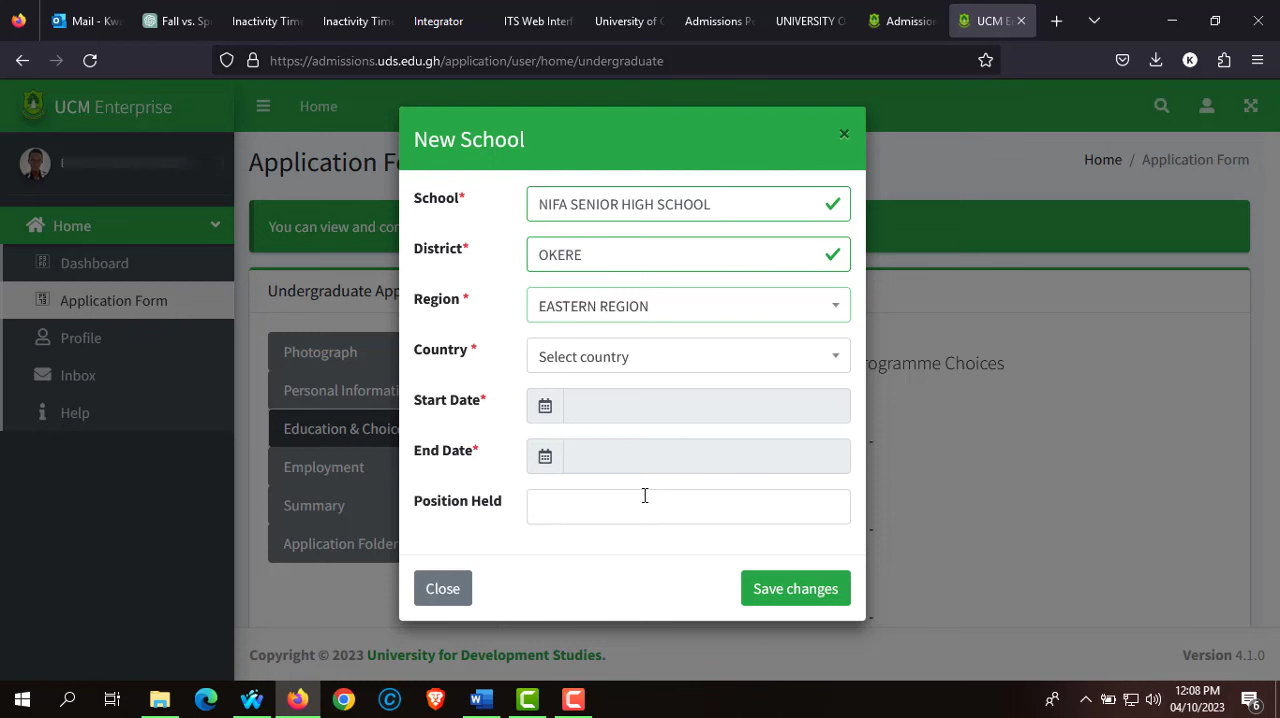 Mail - Kwa
Fall vs. Sp
Inactivity Time
Inactivity Time
Integrator
ITS Web Interf
University of C
Admissions P
UNIVERSITY O
Admission
UCM E
https://admissions.uds.edu.gh/application/user/home/undergraduate
K
UCM Enterprise
Home
New School
×
Application F
Home / Application Form
School*
NIFA SENIOR HIGH SCHOOL
Home
You can view and con
District*
OKERE
Dashboard
Undergraduate App
Region *
EASTERN REGION
Application Form
Profile
Photograph
Country *
Select country
rogramme Choices
Inbox
Personal Informati
Start Date*
Help
Education & Choic
End Date*
Employment
Position Held
Summary
Application Folder
Close
Save changes
Copyright © 2023 University for Development Studies.
Version 4.1.0
12:08 PM
04/10/2023
6